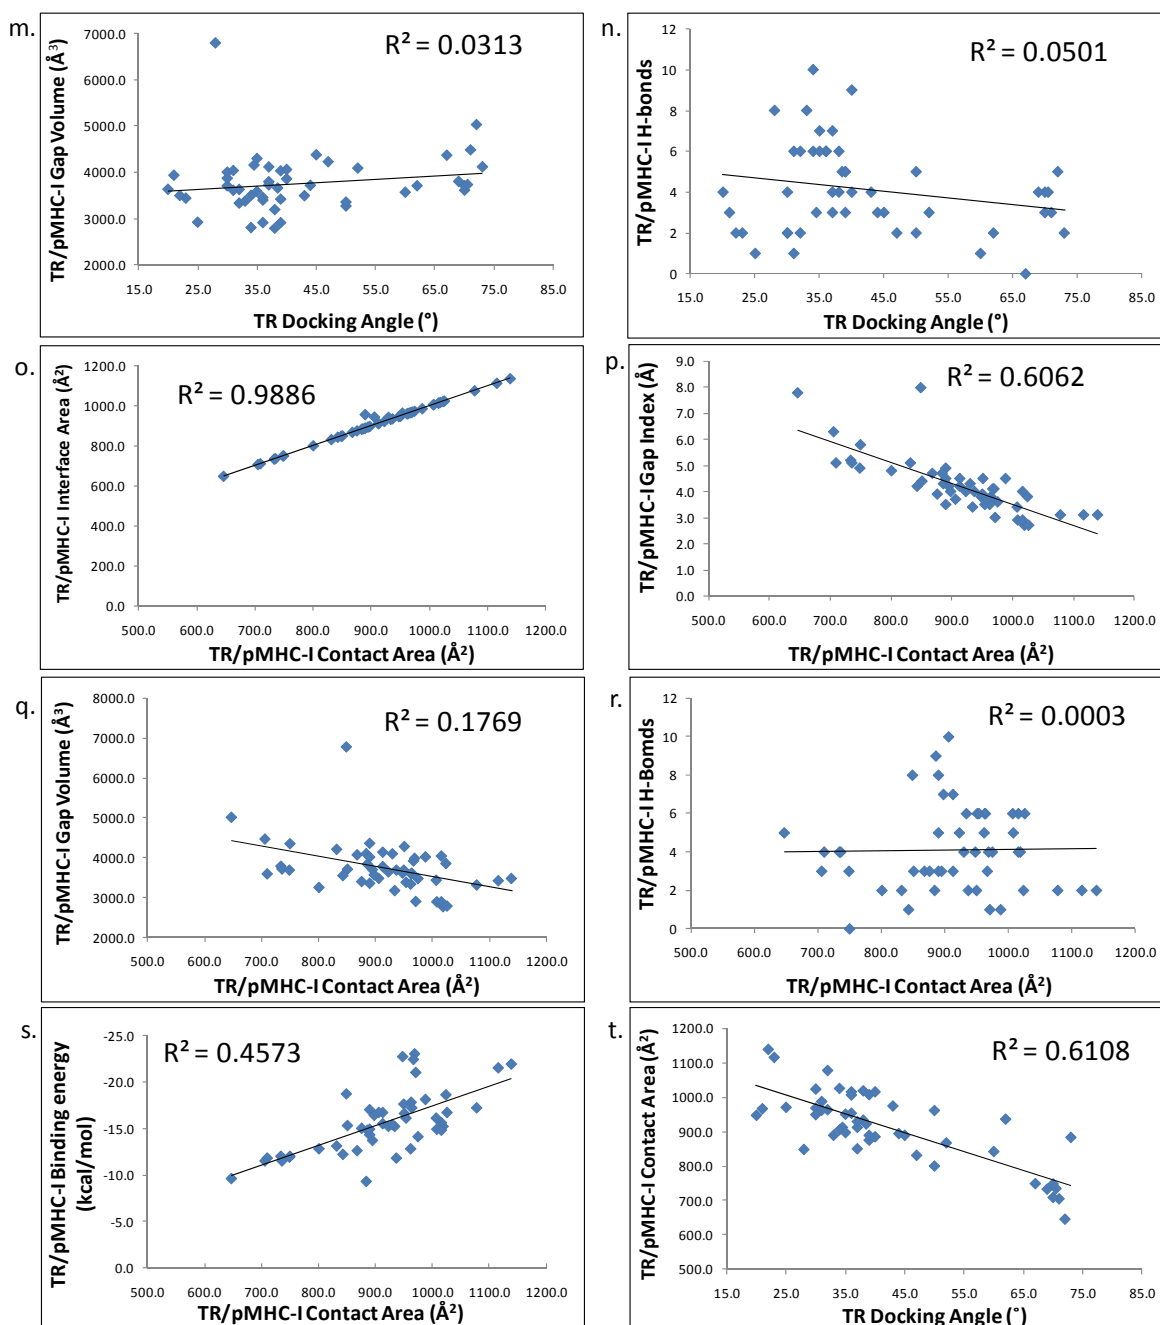 m.
TR/pMHC-I Gap Volume (Å³)
7000.0
6000.0
5000.0
4000.0
3000.0
2000.0
R² = 0.0313
15.0 25.0 35.0 45.0 55.0 65.0 75.0 85.0
TR Docking Angle (°)
n.
TR/pMHC-I H-bonds
12
10
8
6
4
2
0
R² = 0.0501
15.0 25.0 35.0 45.0 55.0 65.0 75.0 85.0
TR Docking Angle (°)
o.
TR/pMHC-I Interface Area (Å²)
1200.0
1000.0
800.0
600.0
400.0
200.0
0.0
R² = 0.9886
500.0 600.0 700.0 800.0 900.0 1000.0 1100.0 1200.0
TR/pMHC-I Contact Area (Å²)
p.
TR/pMHC-IGap Index (Å)
9.0
8.0
7.0
6.0
5.0
4.0
3.0
2.0
1.0
0.0
R² = 0.6062
500.0 600.0 700.0 800.0 900.0 1000.0 1100.0 1200.0
TR/pMHC-I Contact Area (Å²)
q.
TR/pMHC-I Gap Volume (Å³)
8000.0
7000.0
6000.0
5000.0
4000.0
3000.0
2000.0
R² = 0.1769
500.0 600.0 700.0 800.0 900.0 1000.0 1100.0 1200.0
TR/pMHC-I Contact Area (Å²)
r.
TR/pMHC-I H-Bomds
12
10
8
6
4
2
0
R² = 0.0003
500.0 600.0 700.0 800.0 900.0 1000.0 1100.0 1200.0
TR/pMHC-I Contact Area (Å²)
s.
TR/pMHC-I Binding energy
(kcal/mol)
-25.0
-20.0
-15.0
-10.0
-5.0
0.0
R² = 0.4573
500.0 600.0 700.0 800.0 900.0 1000.0 1100.0 1200.0
TR/pMHC-I Contact Area (Å²)
t.
TR/pMHC-I Contact Area (Å²)
1200.0
1100.0
1000.0
900.0
800.0
700.0
600.0
500.0
R² = 0.6108
15.0 25.0 35.0 45.0 55.0 65.0 75.0 85.0
TR Docking Angle (°)